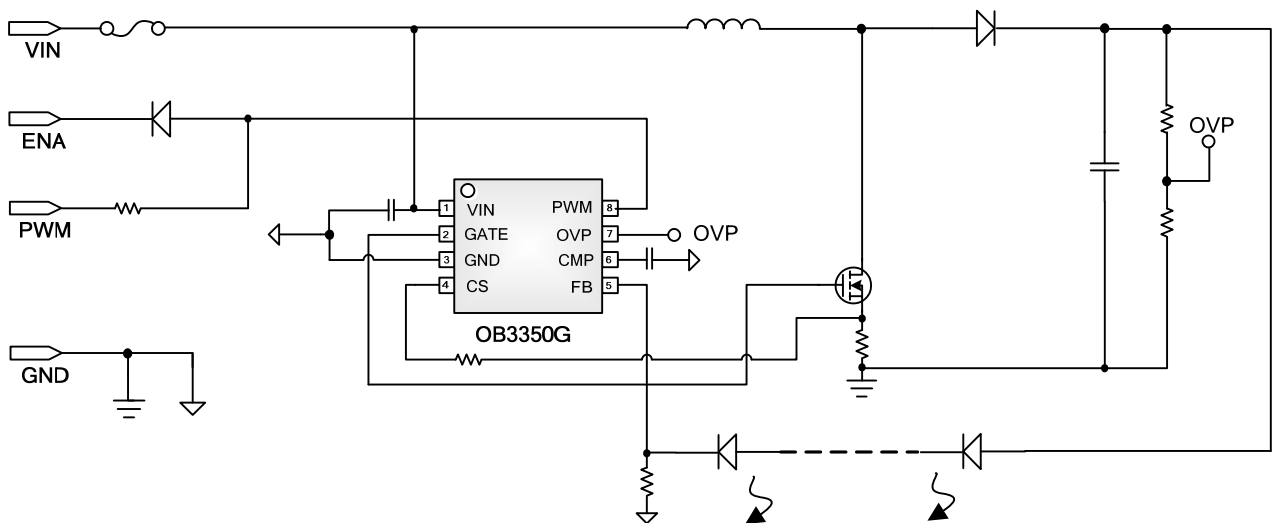 VIN
ENA
PWM
GND
1 VIN
2 GATE
3 GND
4 CS
PWM 8
OVP 7
CMP 6
FB 5
OVP
OB3350G
OVP